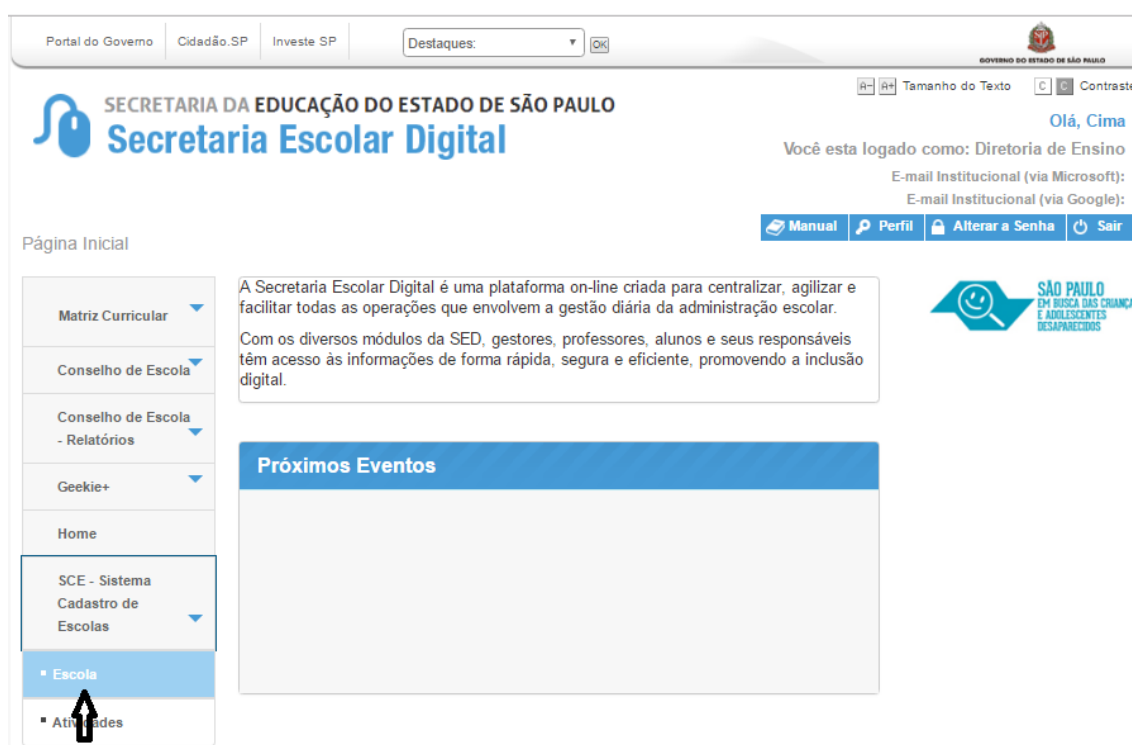 Portal do Governo Cidadão.SP Investe SP Destaques: OK
GOVERNO DO ESTADO DE SÃO PAULO
A- A+ Tamanho do Texto C C Contraste
SECRETARIA DA EDUCAÇÃO DO ESTADO DE SÃO PAULO
Secretaria Escolar Digital
Olá, Cima
Você esta logado como: Diretoria de Ensino
E-mail Institucional (via Microsoft):
E-mail Institucional (via Google):
Manual Perfil Alterar a Senha Sair
Página Inicial
Matriz Curricular
Conselho de Escola
Conselho de Escola
- Relatórios
Geekie+
Home
SCE - Sistema
Cadastro de
Escolas
Escola
Atividades
A Secretaria Escolar Digital é uma plataforma on-line criada para centralizar, agilizar e
facilitar todas as operações que envolvem a gestão diária da administração escolar.
Com os diversos módulos da SED, gestores, professores, alunos e seus responsáveis
têm acesso às informações de forma rápida, segura e eficiente, promovendo a inclusão
digital.
Próximos Eventos
SÃO PAULO
EM BUSCA DAS CRIANÇA
E ADOLESCENTES
DESAPARECIDOS